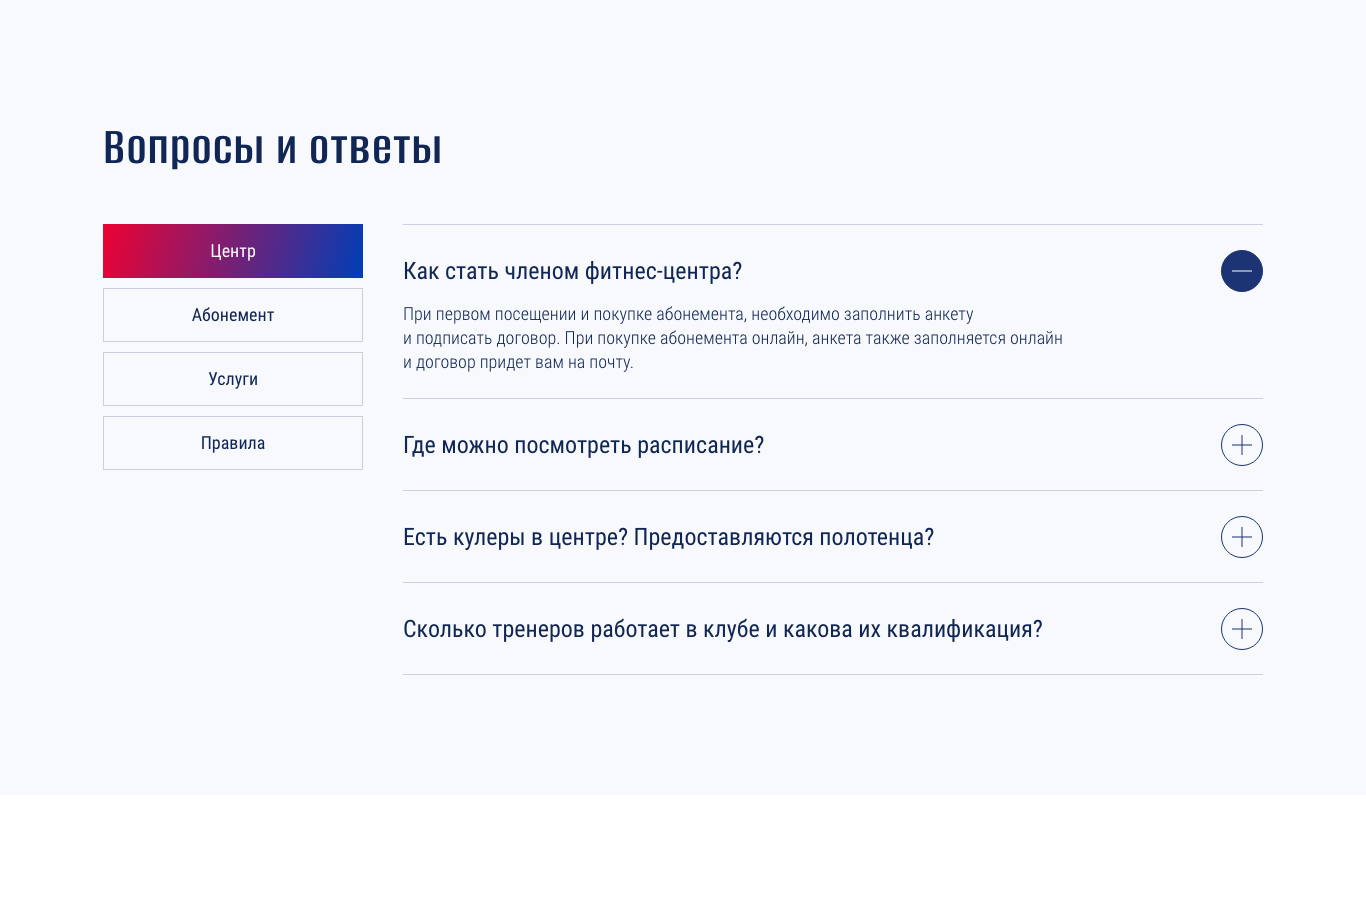 Вопросы и ответы
Центр
Абонемент
Услуги
Правила
Как стать членом фитнес-центра?
При первом посещении и покупке абонемента, необходимо заполнить анкету
и подписать договор. При покупке абонемента онлайн, анкета также заполняется онлайн
и договор придет вам на почту.
Где можно посмотреть расписание?
Есть кулеры в центре? Предоставляются полотенца?
Сколько тренеров работает в клубе и какова их квалификация?